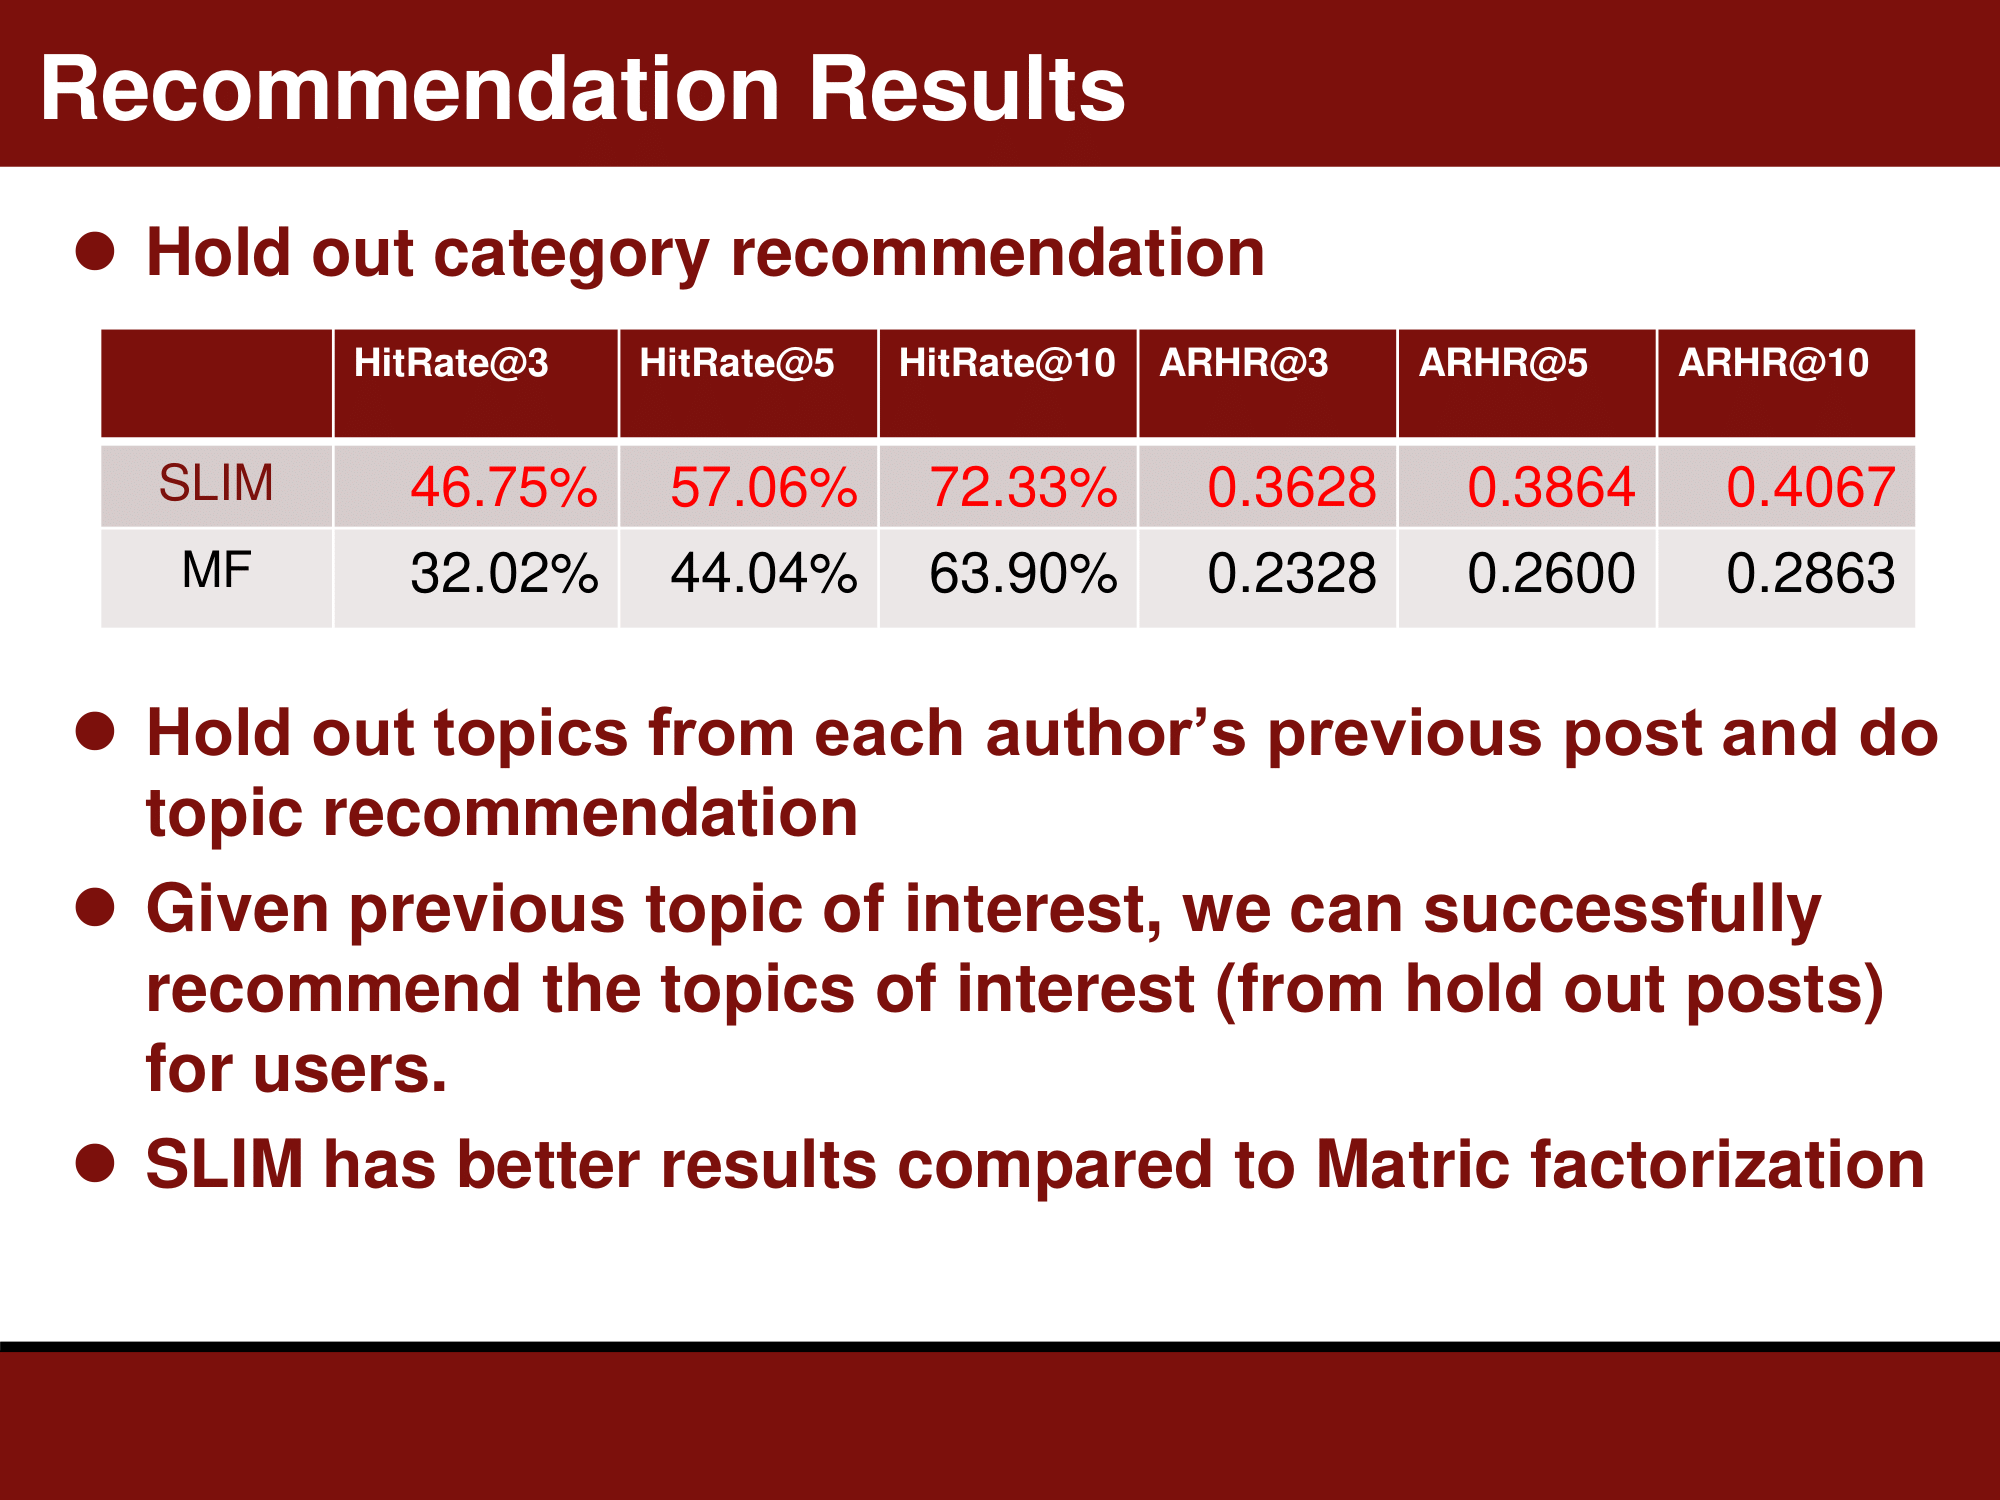 Recommendation Results
● Hold out category recommendation
HitRate@3 HitRate@5 HitRate@10 ARHR@3 ARHR@5 ARHR@10
SLIM 46.75% 57.06% 72.33% 0.3628 0.3864 0.4067
MF 32.02% 44.04% 63.90% 0.2328 0.2600 0.2863
● Hold out topics from each author’s previous post and do
topic recommendation
● Given previous topic of interest, we can successfully
recommend the topics of interest (from hold out posts)
for users.
● SLIM has better results compared to Matric factorization